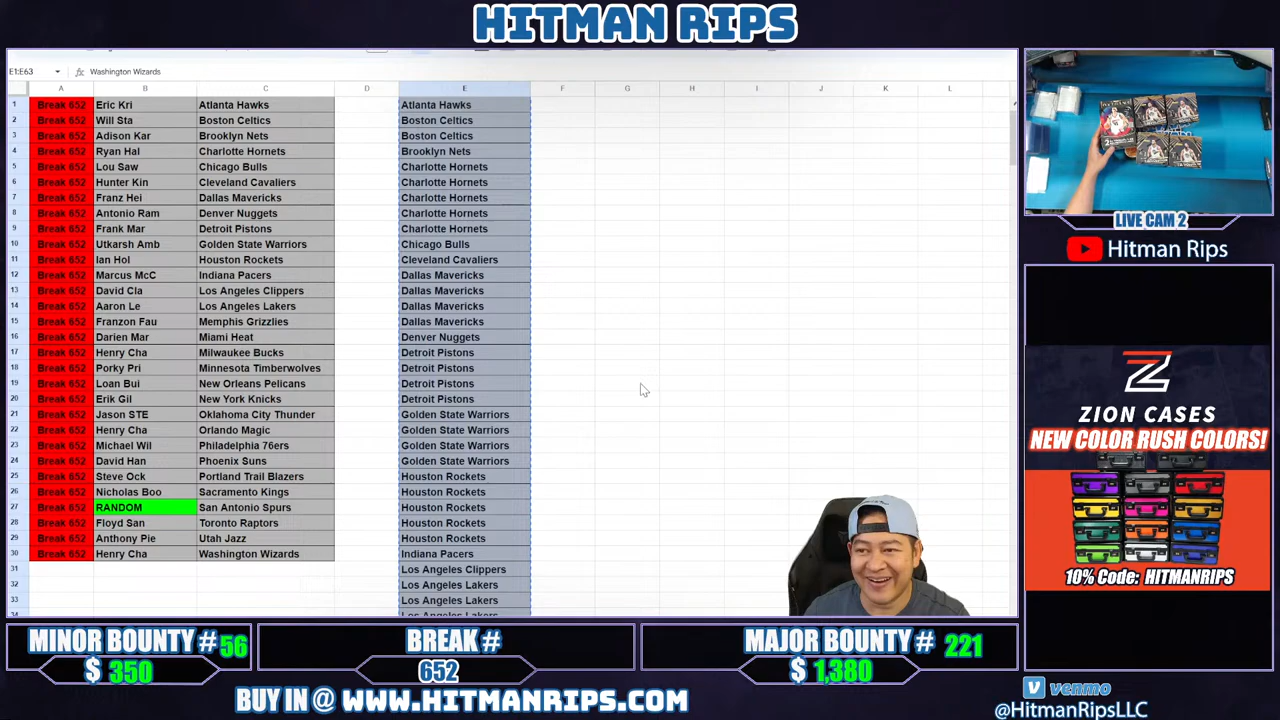 HITMAN RIPS
E1:E63 fx Washington Wizards
A B C D E F G H I J K L
1 Break 652 Eric Kri Atlanta Hawks Atlanta Hawks
2 Break 652 Will Sta Boston Celtics Boston Celtics
3 Break 652 Adison Kar Brooklyn Nets Boston Celtics
4 Break 652 Ryan Hal Charlotte Hornets Brooklyn Nets
5 Break 652 Lou Saw Chicago Bulls Charlotte Hornets
6 Break 652 Hunter Kin Cleveland Cavaliers Charlotte Hornets
7 Break 652 Franz Hei Dallas Mavericks Charlotte Hornets
8 Break 652 Antonio Ram Denver Nuggets Charlotte Hornets
9 Break 652 Frank Mar Detroit Pistons Charlotte Hornets
10 Break 652 Utkarsh Amb Golden State Warriors Chicago Bulls
11 Break 652 Ian Hol Houston Rockets Cleveland Cavaliers
12 Break 652 Marcus McC Indiana Pacers Dallas Mavericks
13 Break 652 David Cla Los Angeles Clippers Dallas Mavericks
14 Break 652 Aaron Le Los Angeles Lakers Dallas Mavericks
15 Break 652 Franzon Fau Memphis Grizzlies Dallas Mavericks
16 Break 652 Darien Mar Miami Heat Denver Nuggets
17 Break 652 Henry Cha Milwaukee Bucks Detroit Pistons
18 Break 652 Porky Pri Minnesota Timberwolves Detroit Pistons
19 Break 652 Loan Bui New Orleans Pelicans Detroit Pistons
20 Break 652 Erik Gil New York Knicks Detroit Pistons
21 Break 652 Jason STE Oklahoma City Thunder Golden State Warriors
22 Break 652 Henry Cha Orlando Magic Golden State Warriors
23 Break 652 Michael Wil Philadelphia 76ers Golden State Warriors
24 Break 652 David Han Phoenix Suns Golden State Warriors
25 Break 652 Steve Ock Portland Trail Blazers Houston Rockets
26 Break 652 Nicholas Boo Sacramento Kings Houston Rockets
27 Break 652 RANDOM San Antonio Spurs Houston Rockets
28 Break 652 Floyd San Toronto Raptors Houston Rockets
29 Break 652 Anthony Pie Utah Jazz Houston Rockets
30 Break 652 Henry Cha Washington Wizards Indiana Pacers
31 Los Angeles Clippers
32 Los Angeles Lakers
33 Los Angeles Lakers
34 Los Angeles Lakers
LIVE CAM 2
Hitman Rips
Z
ZION CASES
NEW COLOR RUSH COLORS!
10% Code: HITMANRIPS
MINOR BOUNTY # 56
$ 350
BREAK #
652
MAJOR BOUNTY # 221
$ 1,380
BUY IN @ WWW.HITMANRIPS.COM
V venmo
@HitmanRipsLLC